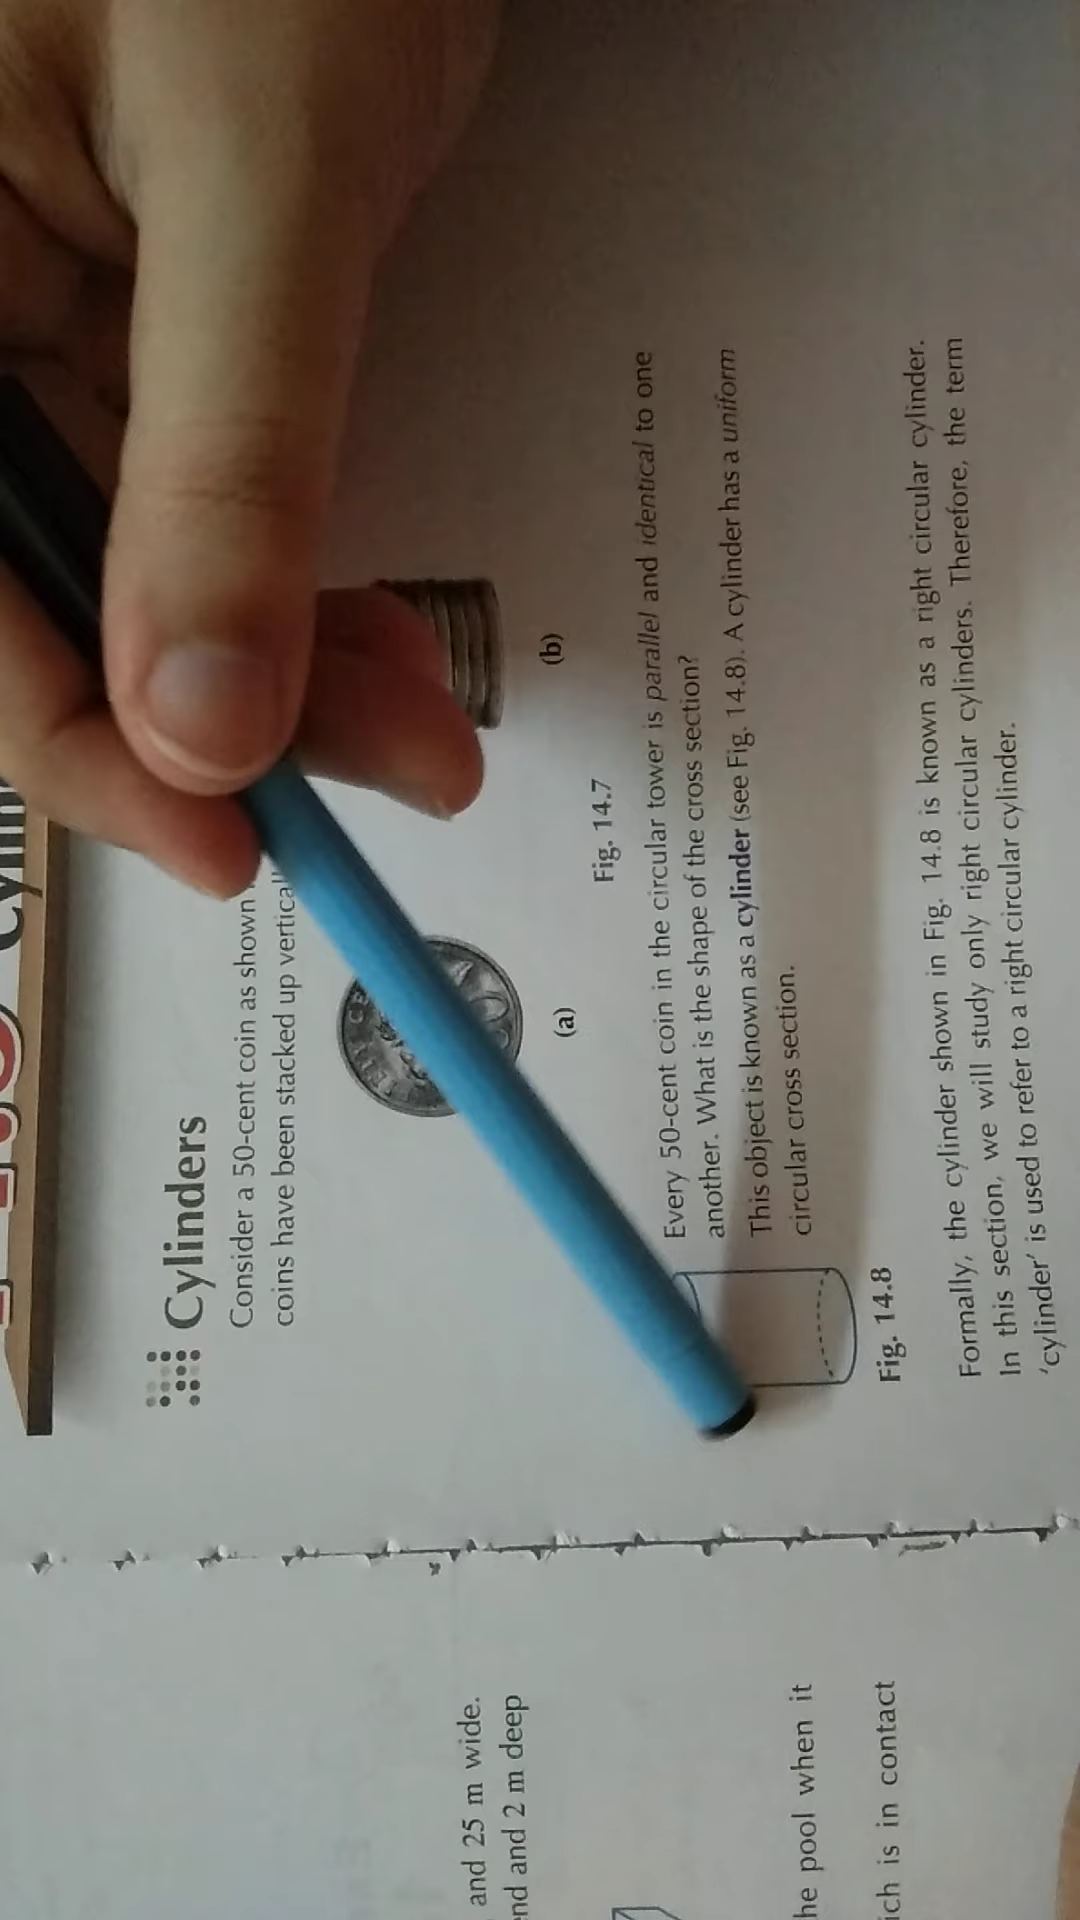 Cylinders
Consider a 50-cent coin as shown
coins have been stacked up
(a)
(b)
Fig. 14.7
Every 50-cent coin in the circular tower is parallel and identical to one
another. What is the shape of the cross section?
This object is known as a cylinder (see Fig. 14.8). A cylinder has a uniform
circular cross section.
Fig. 14.8
Formally, the cylinder shown in Fig. 14.8 is known as a right circular cylinder.
In this section, we will study only right circular cylinders. Therefore, the term
'cylinder' is used to refer to a right circular cylinder.
and 25 m wide.
and 2 m deep
pool when it
is in contact